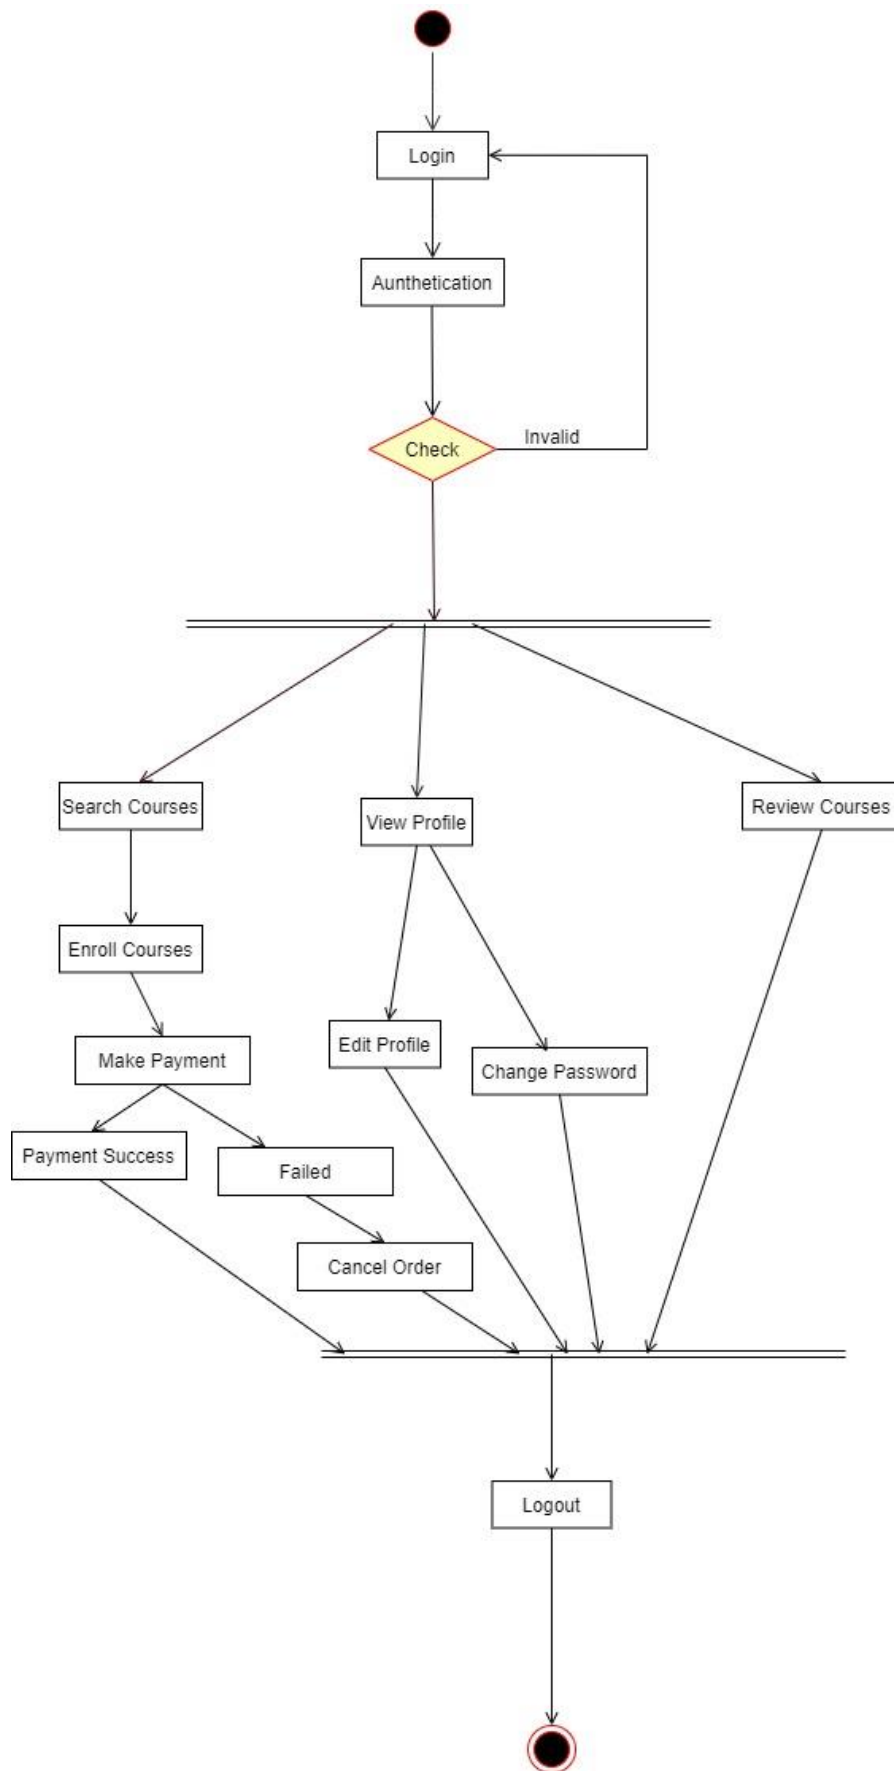 Login
Aunthetication
Check
Invalid
Search Courses
View Profile
Review Courses
Enroll Courses
Edit Profile
Make Payment
Change Password
Payment Success
Failed
Cancel Order
Logout